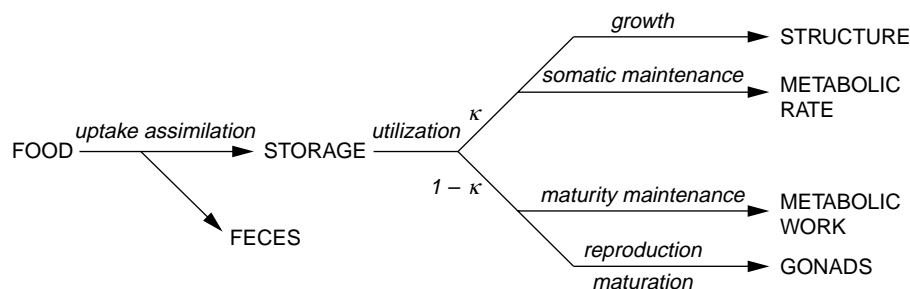 growth
STRUCTURE
somatic maintenance
METABOLIC
RATE
κ
uptake assimilation
utilization
FOOD
STORAGE
1 – κ
maturity maintenance
METABOLIC
WORK
FECES
reproduction
GONADS
maturation